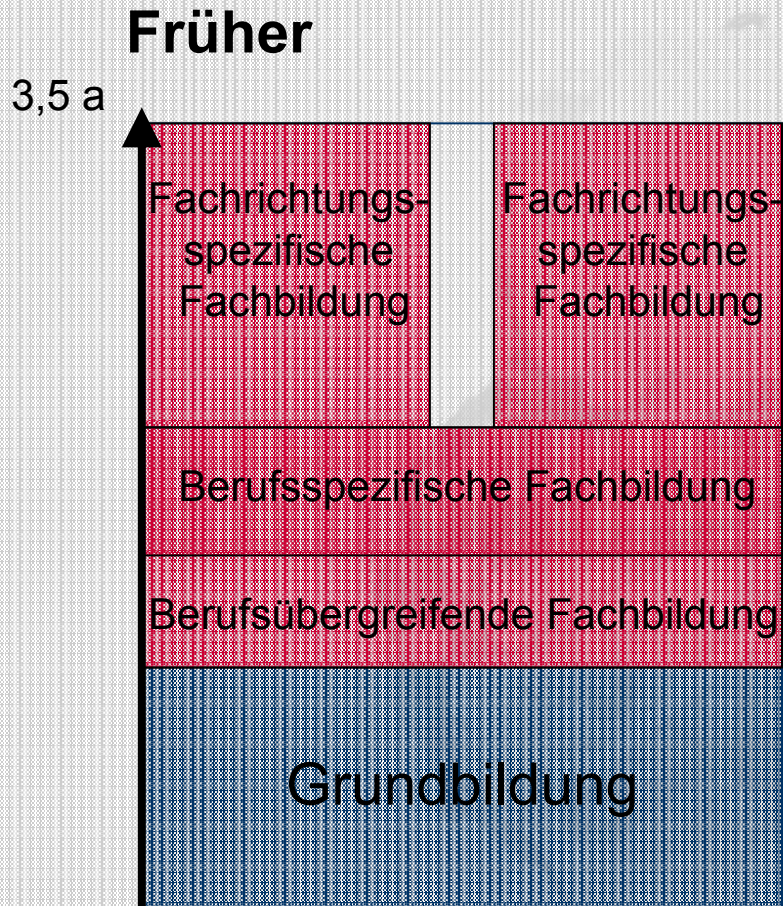 Früher
3,5 a
Fachrichtungs-
spezifische
Fachbildung
Fachrichtungs-
spezifische
Fachbildung
Berufsspezifische Fachbildung
Berufsübergreifende Fachbildung
Grundbildung